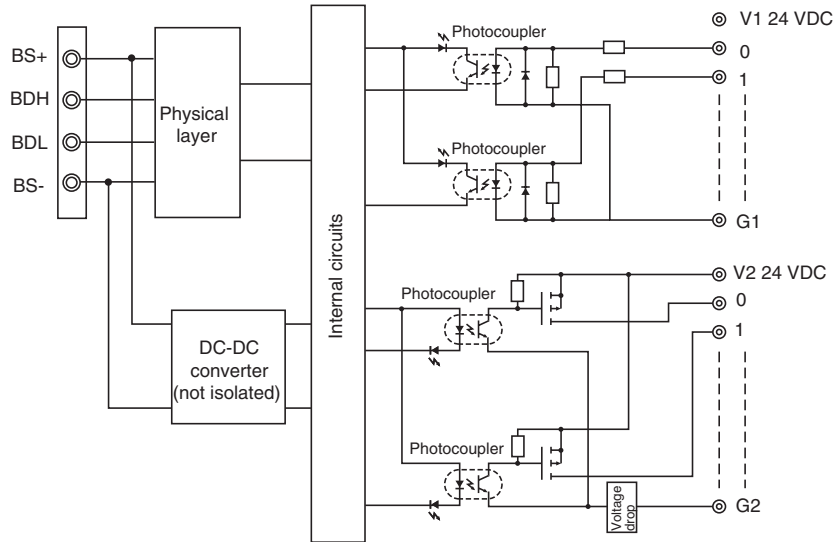 BS+
BDH
BDL
BS-
Physical
layer
DC-DC
converter
(not isolated)
Internal circuits
Photocoupler
V1 24 VDC
0
1
Photocoupler
G1
Photocoupler
V2 24 VDC
0
1
Photocoupler
Voltage
drop
G2